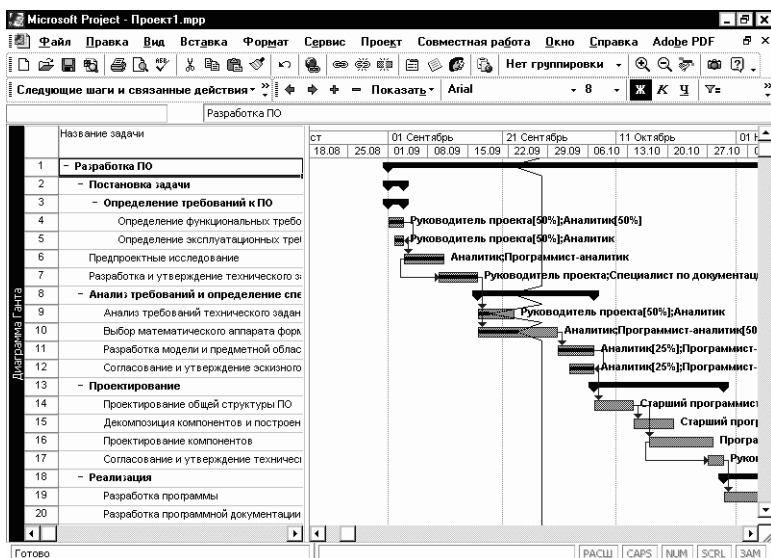 Microsoft Project - Проект1.mpp
Файл Правка Вид Вставка Формат Сервис Проект Совместная работа Окно Справка Adobe PDF
Нет группировки
Следующие шаги и связанные действия Показать Arial 8 Ж К Ч
Разработка ПО
Название задачи
ст 01 Сентябрь 21 Сентябрь 11 Октябрь 01 Н
18.08 25.08 01.09 08.09 15.09 22.09 29.09 06.10 13.10 20.10 27.10 0
1 - Разработка ПО
2 - Постановка задачи
3 - Определение требований к ПО
4 Определение функциональных требо Руководитель проекта[50%];Аналитик[50%]
5 Определение эксплуатационных трек Руководитель проекта[50%];Аналитик
6 Предпроектные исследование Аналитик;Программист-аналитик
7 Разработка и утверждение технического за Руководитель проекта;Специалист по документац
8 - Анализ требований и определение спе
9 Анализ требований технического задан Руководитель проекта[50%];Аналитик
10 Выбор математического аппарата форм Аналитик;Программист-аналитик[50
11 Разработка модели и предметной облас Аналитик[25%];Программист-
12 Согласование и утверждение эскизного Аналитик[25%];Программист-
13 - Проектирование
14 Проектирование общей структуры ПО Старший программист
15 Декомпозиция компонентов и построен Старший прогр
16 Проектирование компонентов Програ
17 Согласование и утверждение техничес Руков
18 - Реализация
19 Разработка программы
20 Разработка программной документации
Диаграмма Ганта
Готово РАСШ CAPS NUM SCRL ЗАМ